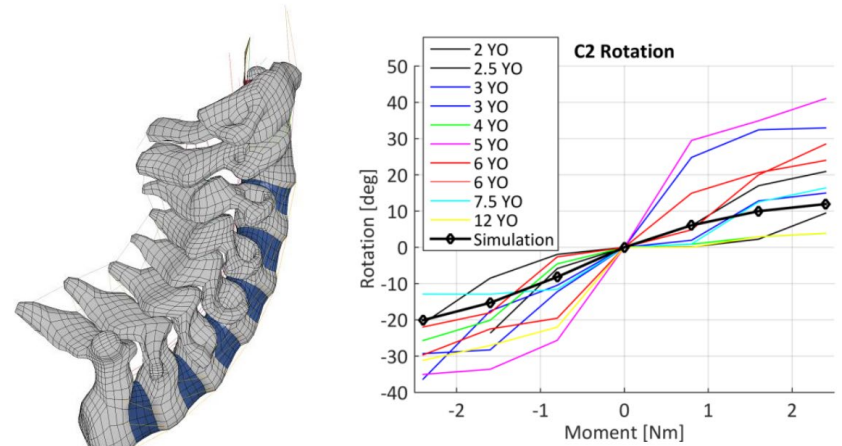 C2 Rotation
2 YO
2.5 YO
3 YO
3 YO
4 YO
5 YO
6 YO
6 YO
7.5 YO
12 YO
Simulation
Rotation [deg]
50
40
30
20
10
0
-10
-20
-30
-40
-2 -1 0 1 2
Moment [Nm]